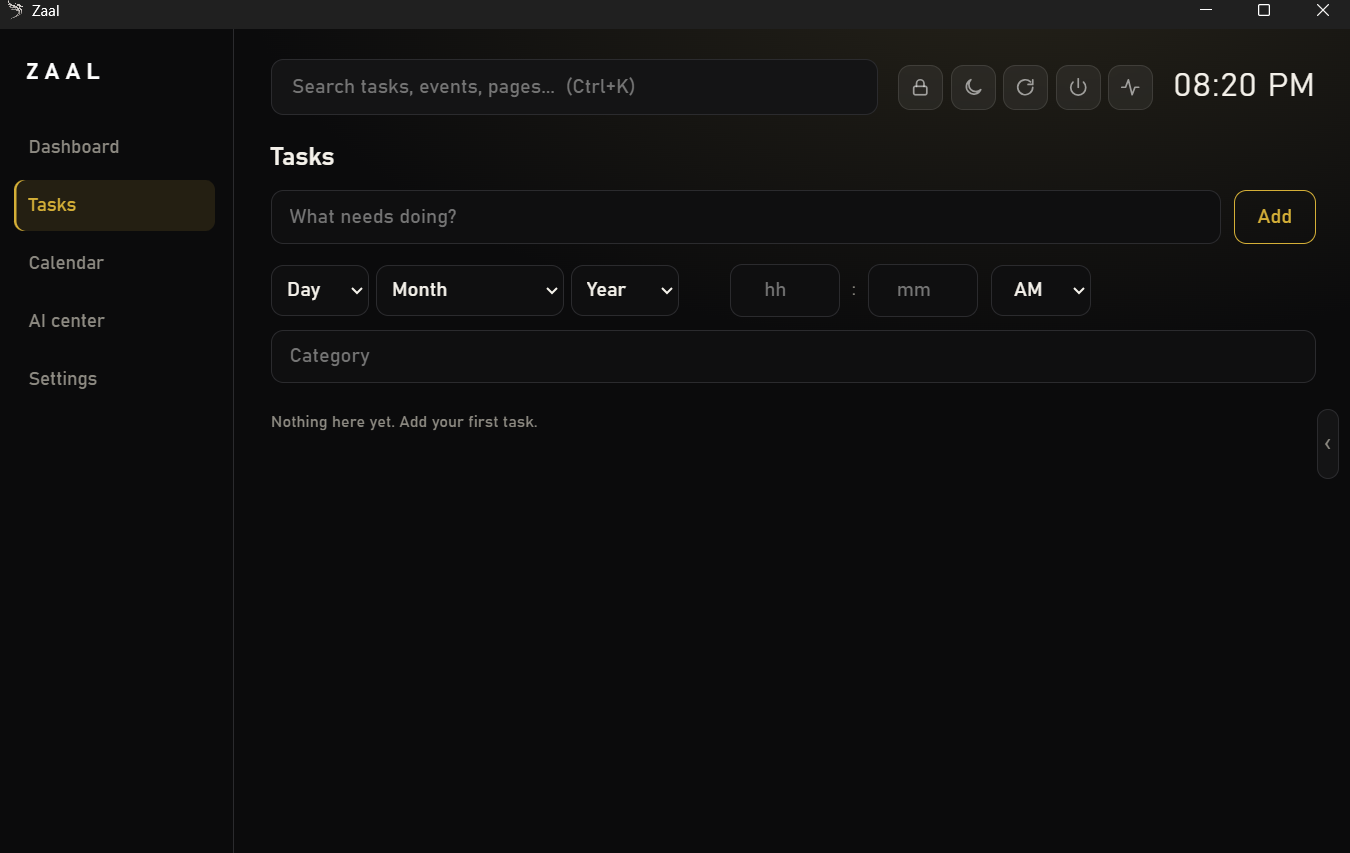 Zaal
ZAAL
Search tasks, events, pages... (Ctrl+K)
08:20 PM
Dashboard
Tasks
Calendar
AI center
Settings
Tasks
What needs doing?
Add
Day
Month
Year
hh
:
mm
AM
Category
Nothing here yet. Add your first task.